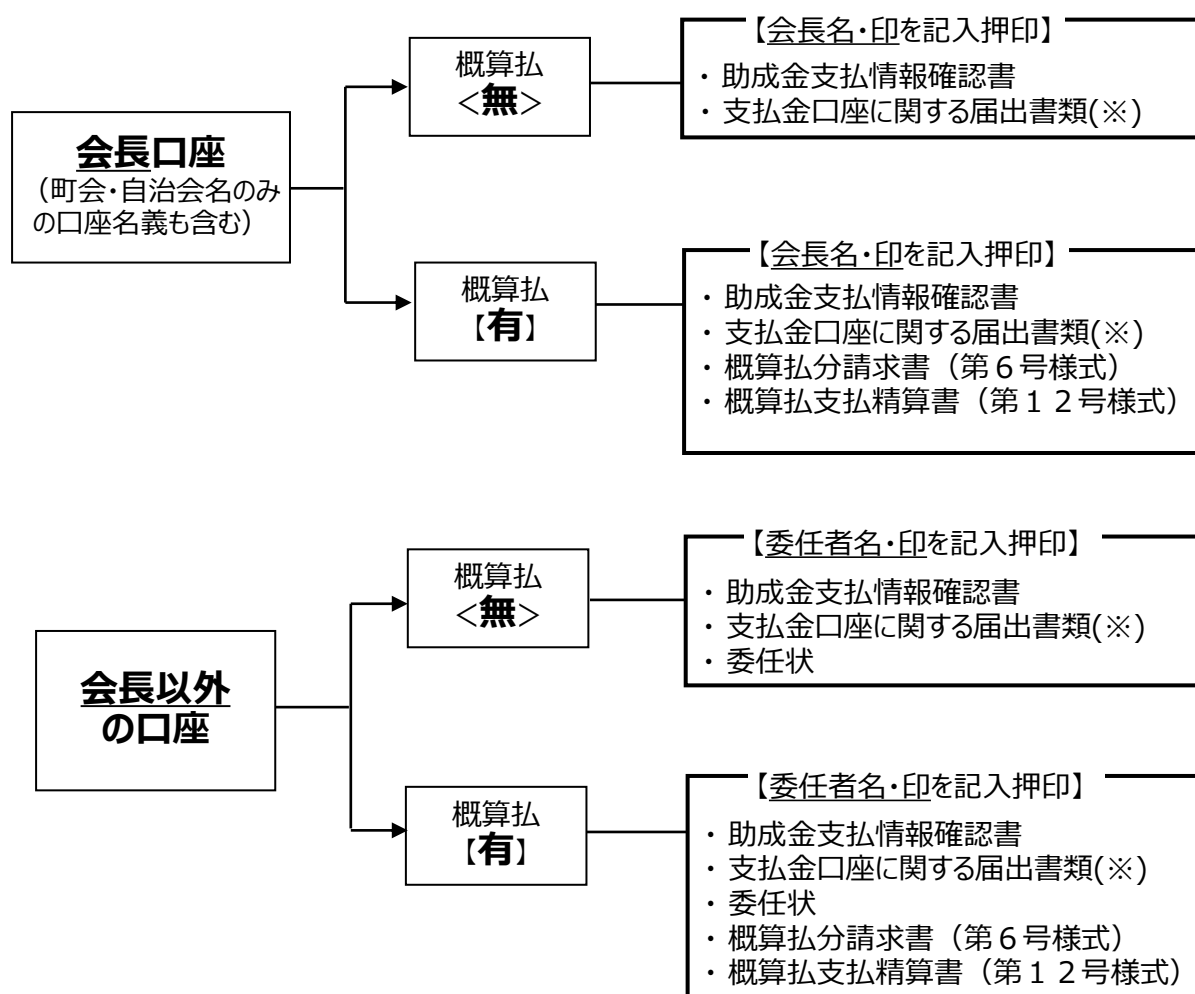 会長口座
（町会・自治会名のみ
の口座名義も含む）
概算払
<無>
【会長名・印を記入押印】
・ 助成金支払情報確認書
・ 支払金口座に関する届出書類(※)
概算払
【有】
【会長名・印を記入押印】
・ 助成金支払情報確認書
・ 支払金口座に関する届出書類(※)
・ 概算払分請求書（第６号様式）
・ 概算払支払精算書（第１２号様式）
会長以外
の口座
概算払
<無>
【委任者名・印を記入押印】
・ 助成金支払情報確認書
・ 支払金口座に関する届出書類(※)
・ 委任状
概算払
【有】
【委任者名・印を記入押印】
・ 助成金支払情報確認書
・ 支払金口座に関する届出書類(※)
・ 委任状
・ 概算払分請求書（第６号様式）
・ 概算払支払精算書（第１２号様式）